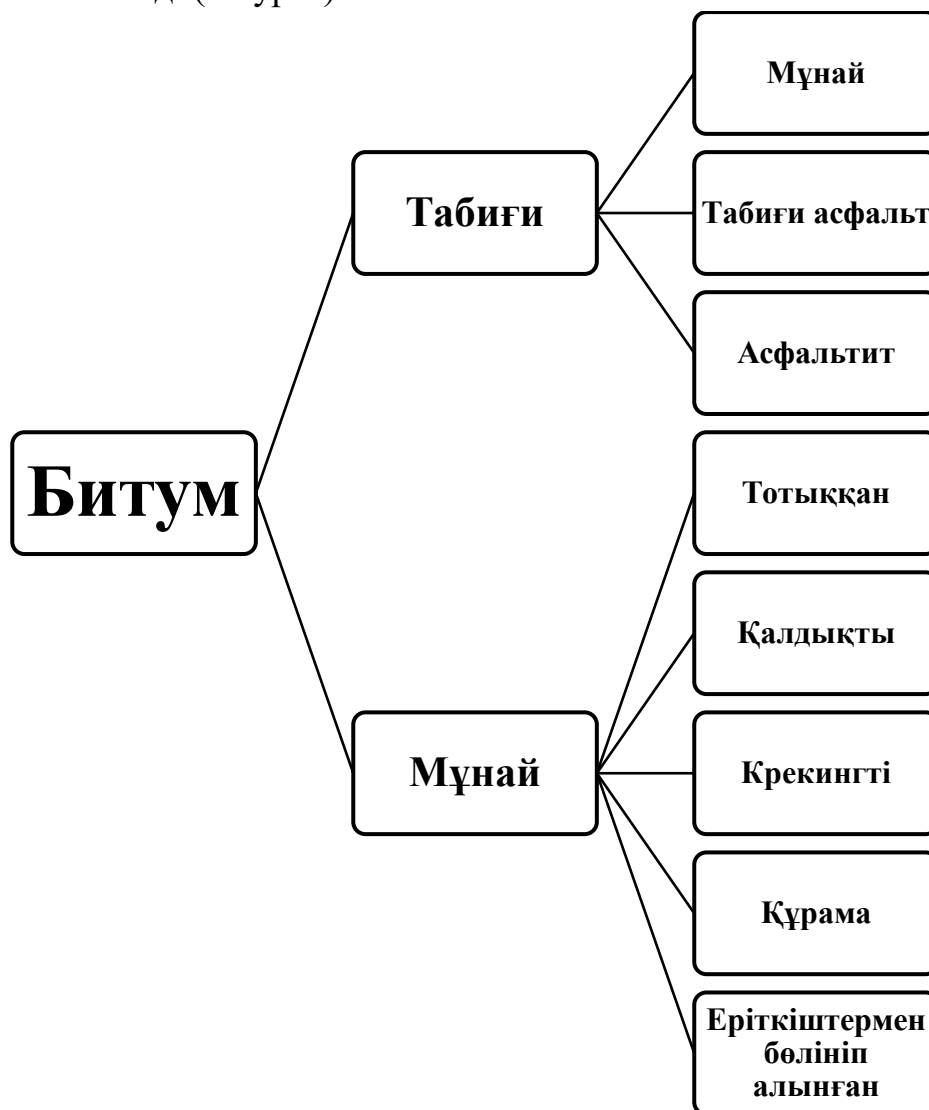 Мұнай
Табиғи
Табиғи асфальт
Асфальтит
Битум
Тотыққан
Қалдықты
Мұнай
Крекингті
Құрама
Еріткіштермен
бөлініп
алынған